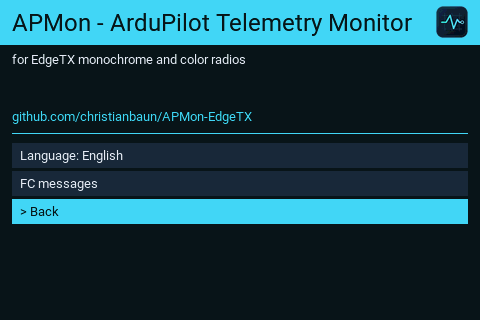 APMon - ArduPilot Telemetry Monitor
for EdgeTX monochrome and color radios
github.com/christianbaun/APMon-EdgeTX
Language: English
FC messages
> Back